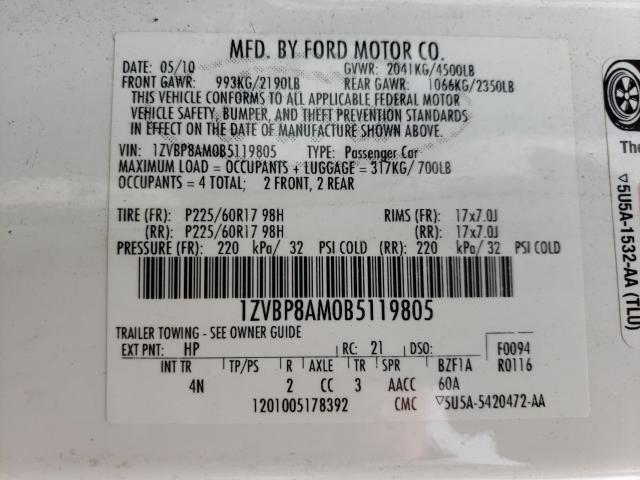 MFD. BY FORD MOTOR CO.
DATE: 05/10 GVWR: 2041KG/4500LB
FRONT GAWR: 993KG/2190LB REAR GAWR: 1066KG/2350LB
THIS VEHICLE CONFORMS TO ALL APPLICABLE FEDERAL MOTOR
VEHICLE SAFETY, BUMPER, AND THEFT PREVENTION STANDARDS
IN EFFECT ON THE DATE OF MANUFACTURE SHOWN ABOVE.
VIN: 1ZVBP8AM0B5119805 TYPE: Passenger Car
MAXIMUM LOAD = OCCUPANTS + LUGGAGE = 317KG/700LB
OCCUPANTS = 4 TOTAL; 2 FRONT, 2 REAR
TIRE (FR): P225/60R17 98H RIMS (FR): 17x7.0J
(RR): P225/60R17 98H (RR): 17x7.0J
PRESSURE (FR): 220 kPa/ 32 PSI COLD (RR): 220 kPa/ 32 PSI COLD
1ZVBP8AM0B5119805
TRAILER TOWING - SEE OWNER GUIDE
EXT PNT: HP RC: 21 DSO: F0094
INT TR TP/PS R AXLE TR SPR BZF1A R0116
4N 2 CC 3 AACC 60A
1201005178392 CMC ▽5U5A-5420472-AA
The
▽5U5A-1532-AA (TLU)